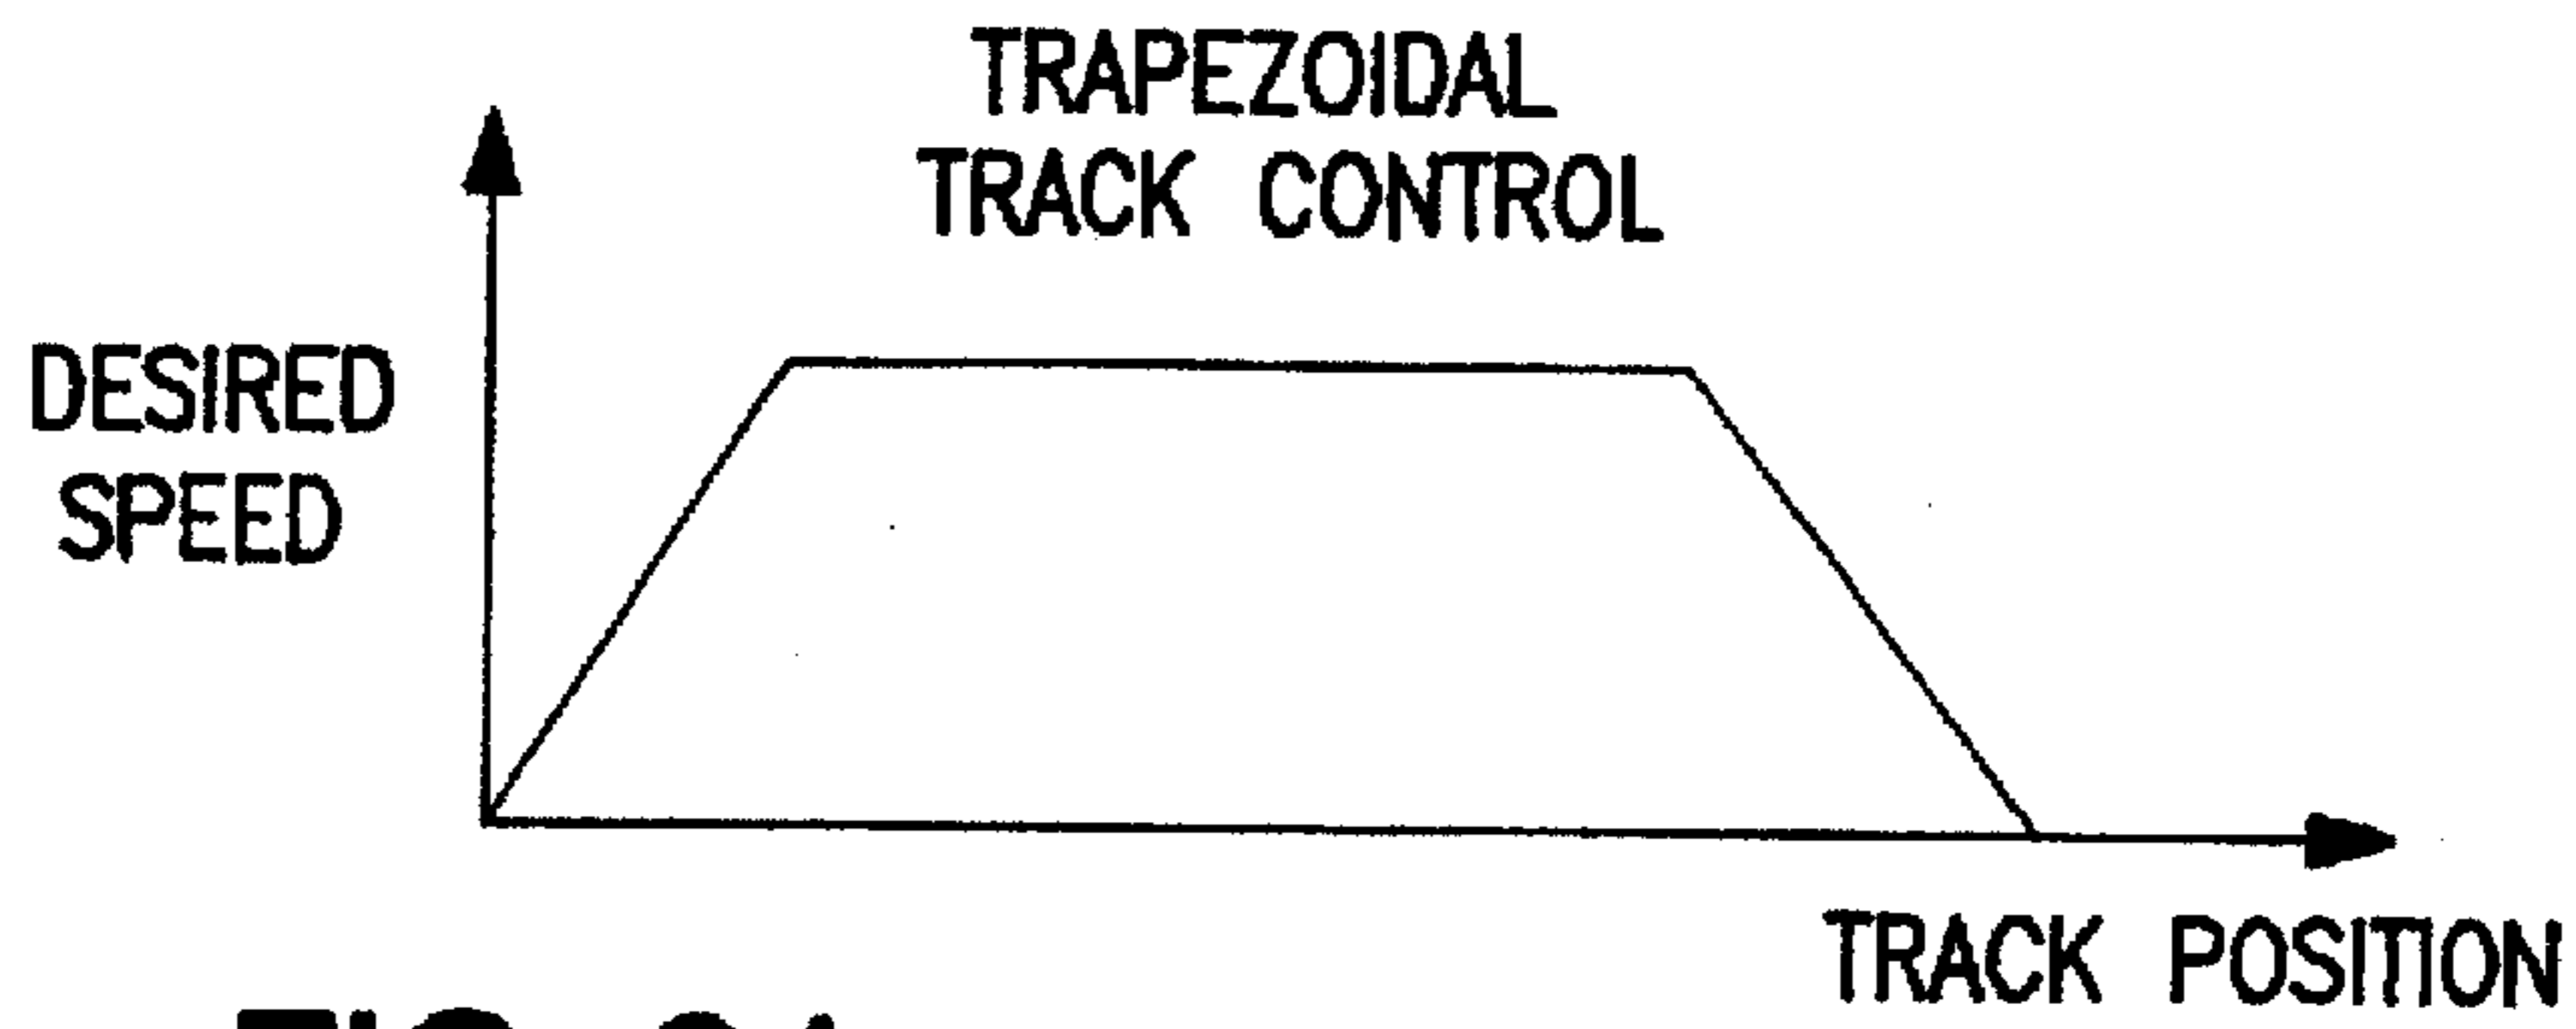 TRAPEZOIDAL
TRACK CONTROL
DESIRED
SPEED
TRACK POSITION